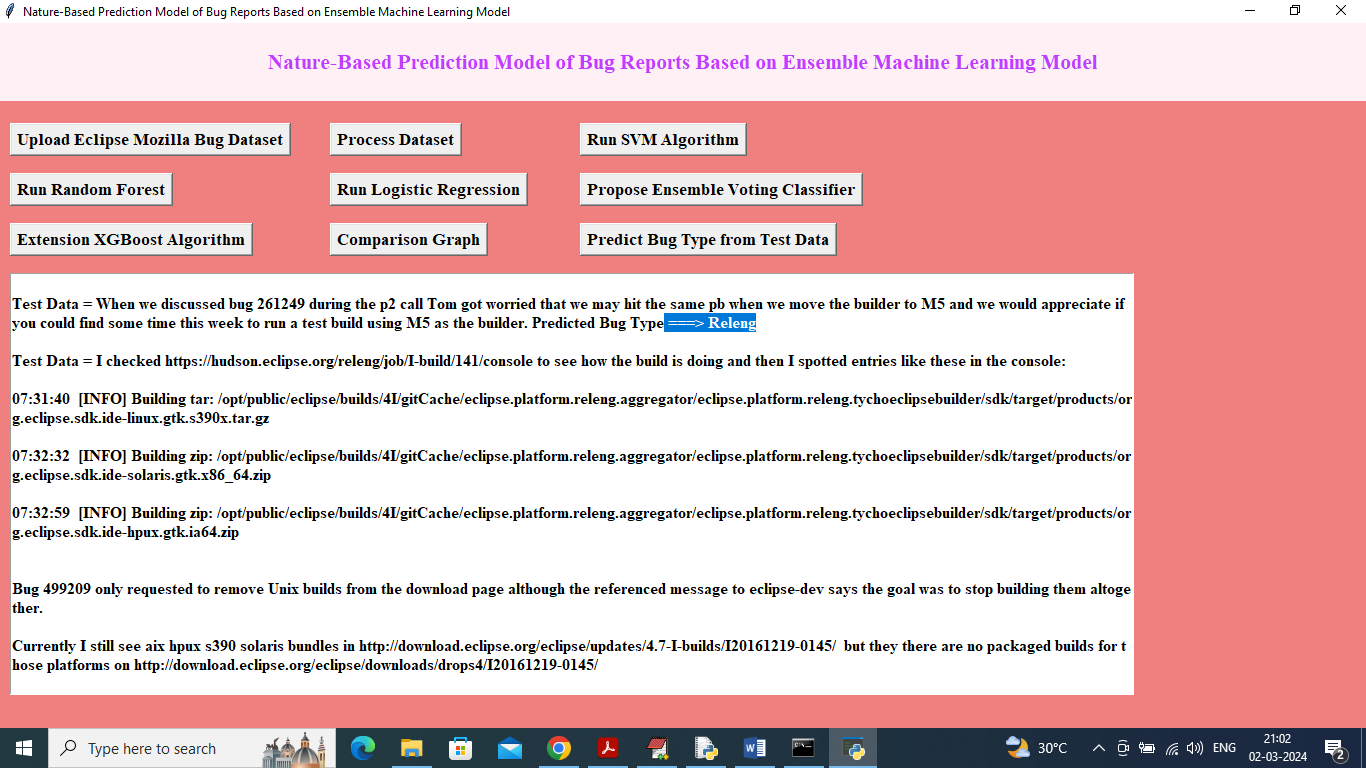 Nature-Based Prediction Model of Bug Reports Based on Ensemble Machine Learning Model
Nature-Based Prediction Model of Bug Reports Based on Ensemble Machine Learning Model
Upload Eclipse Mozilla Bug Dataset
Process Dataset
Run SVM Algorithm
Run Random Forest
Run Logistic Regression
Propose Ensemble Voting Classifier
Extension XGBoost Algorithm
Comparison Graph
Predict Bug Type from Test Data
Test Data = When we discussed bug 261249 during the p2 call Tom got worried that we may hit the same pb when we move the builder to M5 and we would appreciate if
you could find some time this week to run a test build using M5 as the builder. Predicted Bug Type ===> Releng
Test Data = I checked https://hudson.eclipse.org/releng/job/I-build/141/console to see how the build is doing and then I spotted entries like these in the console:
07:31:40  [INFO] Building tar: /opt/public/eclipse/builds/4I/gitCache/eclipse.platform.releng.aggregator/eclipse.platform.releng.tychoeclipsebuilder/sdk/target/products/or
g.eclipse.sdk.ide-linux.gtk.s390x.tar.gz
07:32:32  [INFO] Building zip: /opt/public/eclipse/builds/4I/gitCache/eclipse.platform.releng.aggregator/eclipse.platform.releng.tychoeclipsebuilder/sdk/target/products/or
g.eclipse.sdk.ide-solaris.gtk.x86_64.zip
07:32:59  [INFO] Building zip: /opt/public/eclipse/builds/4I/gitCache/eclipse.platform.releng.aggregator/eclipse.platform.releng.tychoeclipsebuilder/sdk/target/products/or
g.eclipse.sdk.ide-hpux.gtk.ia64.zip
Bug 499209 only requested to remove Unix builds from the download page although the referenced message to eclipse-dev says the goal was to stop building them altoge
ther.
Currently I still see aix hpux s390 solaris bundles in http://download.eclipse.org/eclipse/updates/4.7-I-builds/I20161219-0145/  but they there are no packaged builds for t
hose platforms on http://download.eclipse.org/eclipse/downloads/drops4/I20161219-0145/
Type here to search
30°C
ENG
21:02
02-03-2024
2